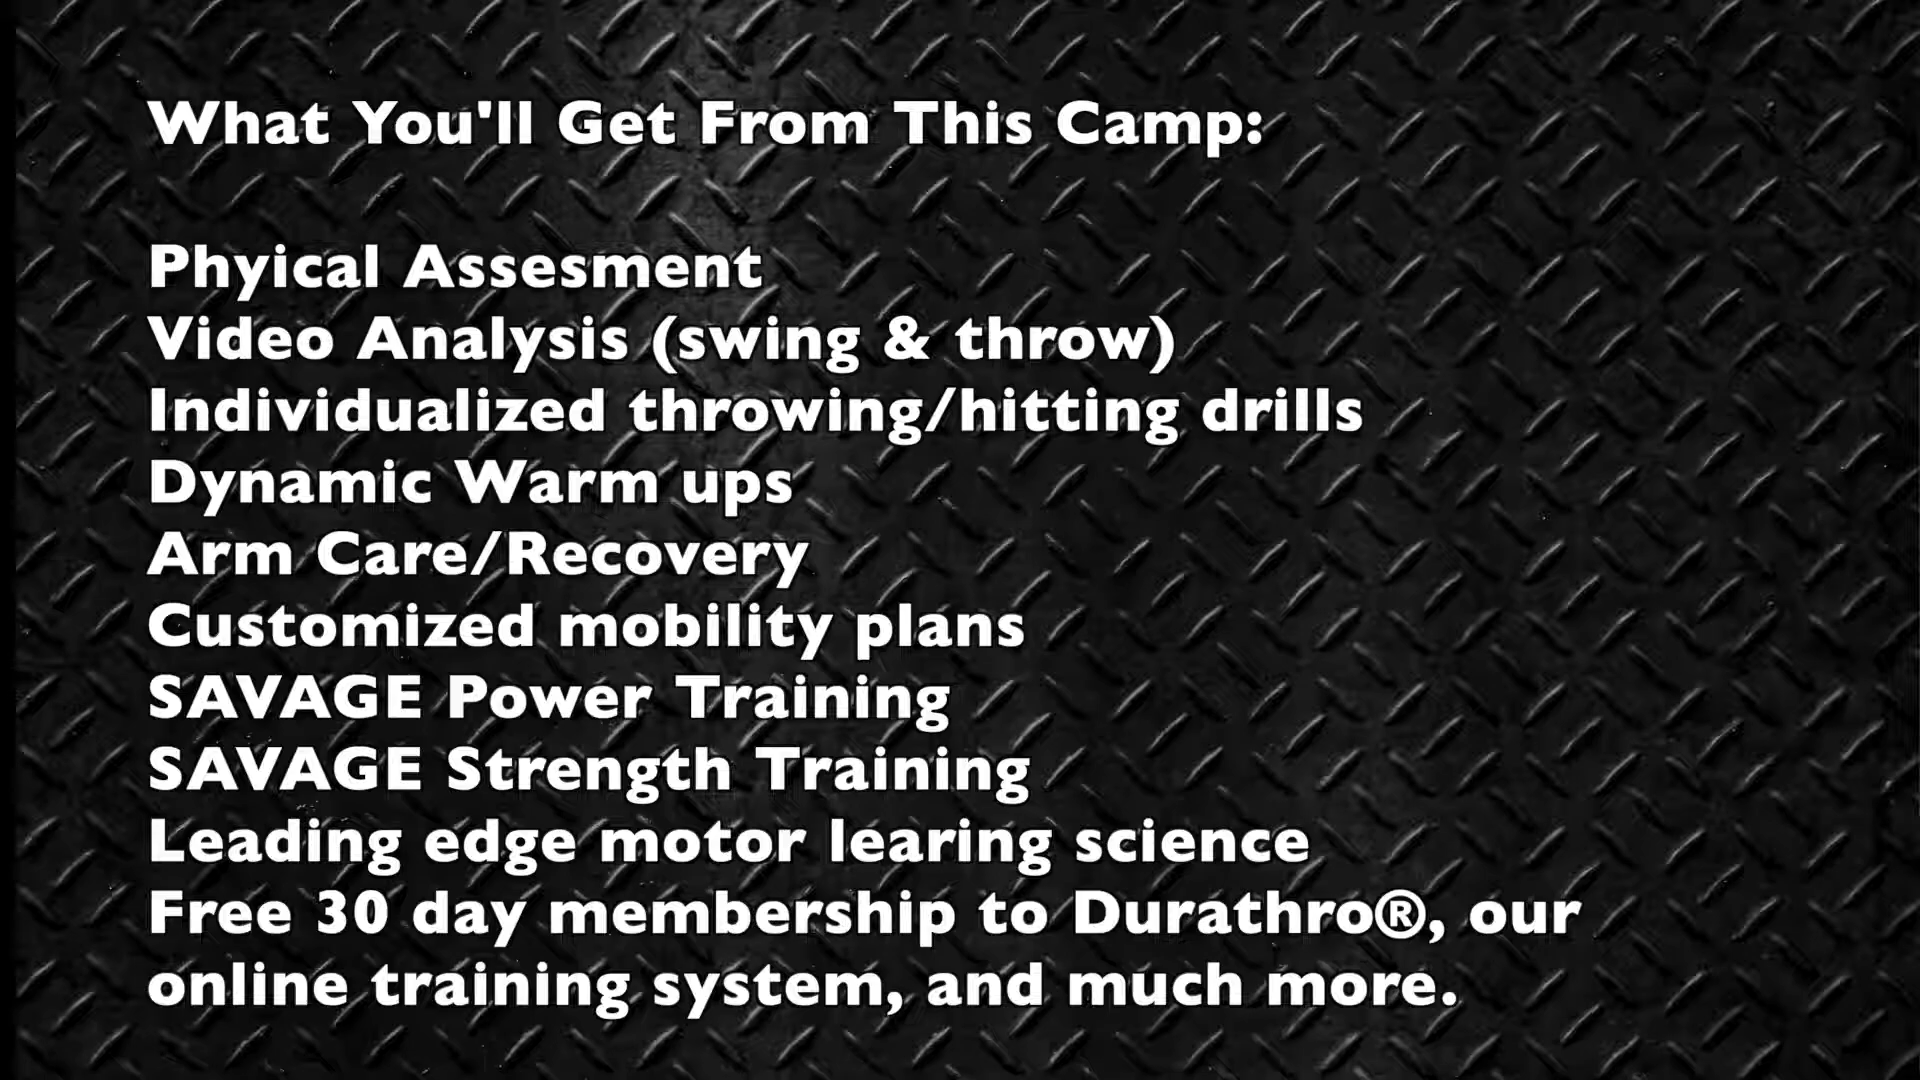 What You'll Get From This Camp:
Phyical Assesment
Video Analysis (swing & throw)
Individualized throwing/hitting drills
Dynamic Warm ups
Arm Care/Recovery
Customized mobility plans
SAVAGE Power Training
SAVAGE Strength Training
Leading edge motor learing science
Free 30 day membership to Durathro®, our
online training system, and much more.